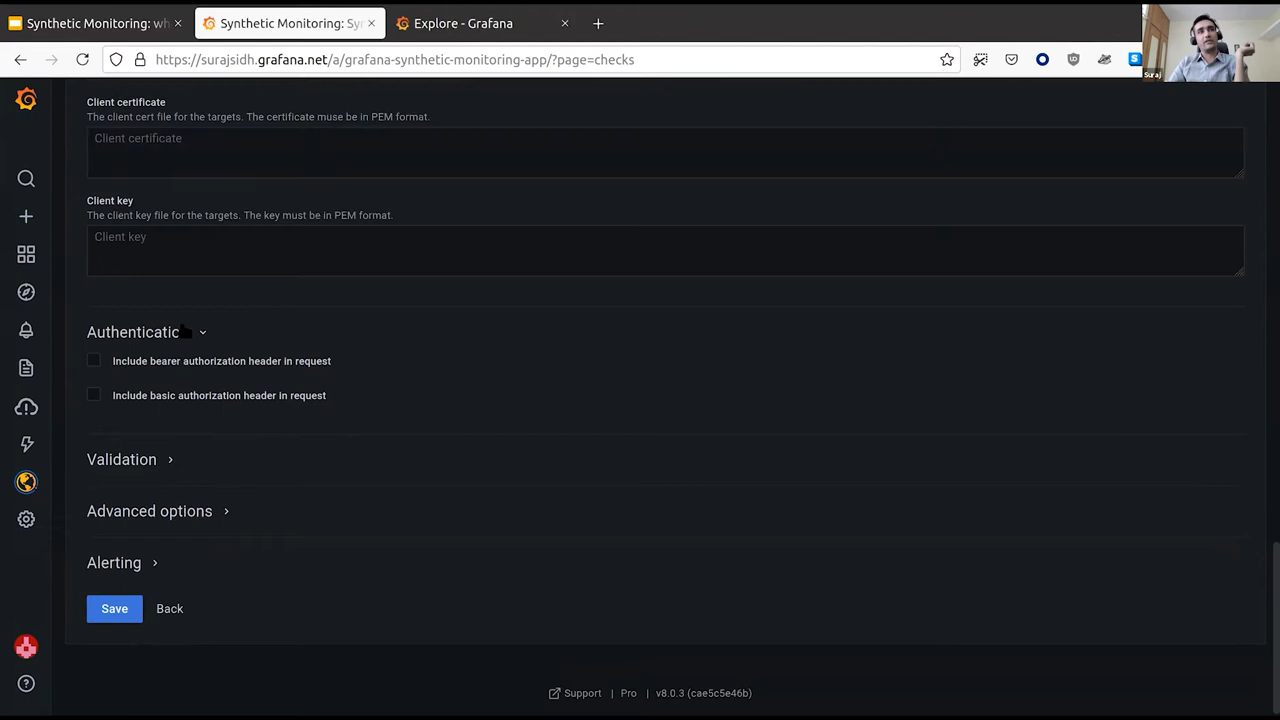 Synthetic Monitoring: wh
Synthetic Monitoring: Sy
Explore - Grafana
https://surajsidh.grafana.net/a/grafana-synthetic-monitoring-app/?page=checks
Suraj
Client certificate
The client cert file for the targets. The certificate muse be in PEM format.
Client certificate
Client key
The client key file for the targets. The key must be in PEM format.
Client key
Authenticatic
Include bearer authorization header in request
Include basic authorization header in request
Validation
Advanced options
Alerting
Save Back
Support | Pro | v8.0.3 (cae5c5e46b)